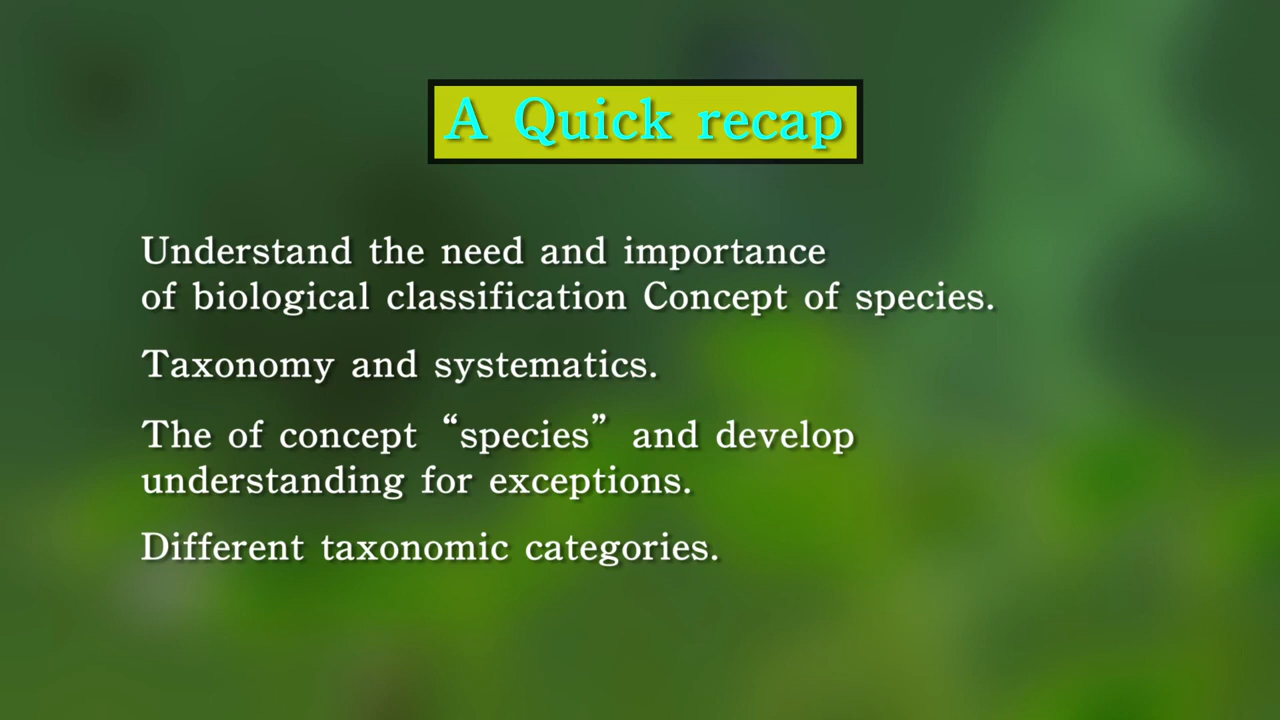 A Quick recap
Understand the need and importance
of biological classification Concept of species.
Taxonomy and systematics.
The of concept “species” and develop
understanding for exceptions.
Different taxonomic categories.